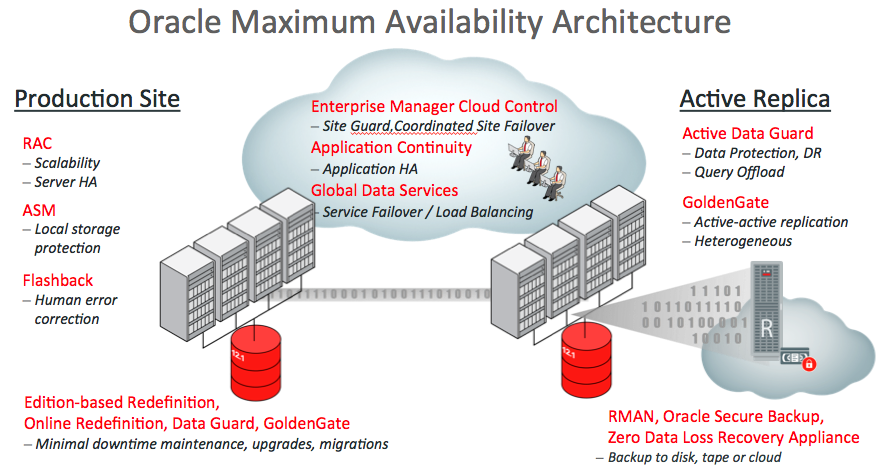 Oracle Maximum Availability Architecture
Production Site
RAC
– Scalability
– Server HA
ASM
– Local storage
protection
Flashback
– Human error
correction
Enterprise Manager Cloud Control
– Site Guard,Coordinated Site Failover
Application Continuity
– Application HA
Global Data Services
– Service Failover / Load Balancing
Active Replica
Active Data Guard
– Data Protection, DR
– Query Offload
GoldenGate
– Active-active replication
– Heterogeneous
11101
1011011110
00 10100001
10010
R
12.1
12.1
Edition-based Redefinition,
Online Redefinition, Data Guard, GoldenGate
– Minimal downtime maintenance, upgrades, migrations
RMAN, Oracle Secure Backup,
Zero Data Loss Recovery Appliance
– Backup to disk, tape or cloud